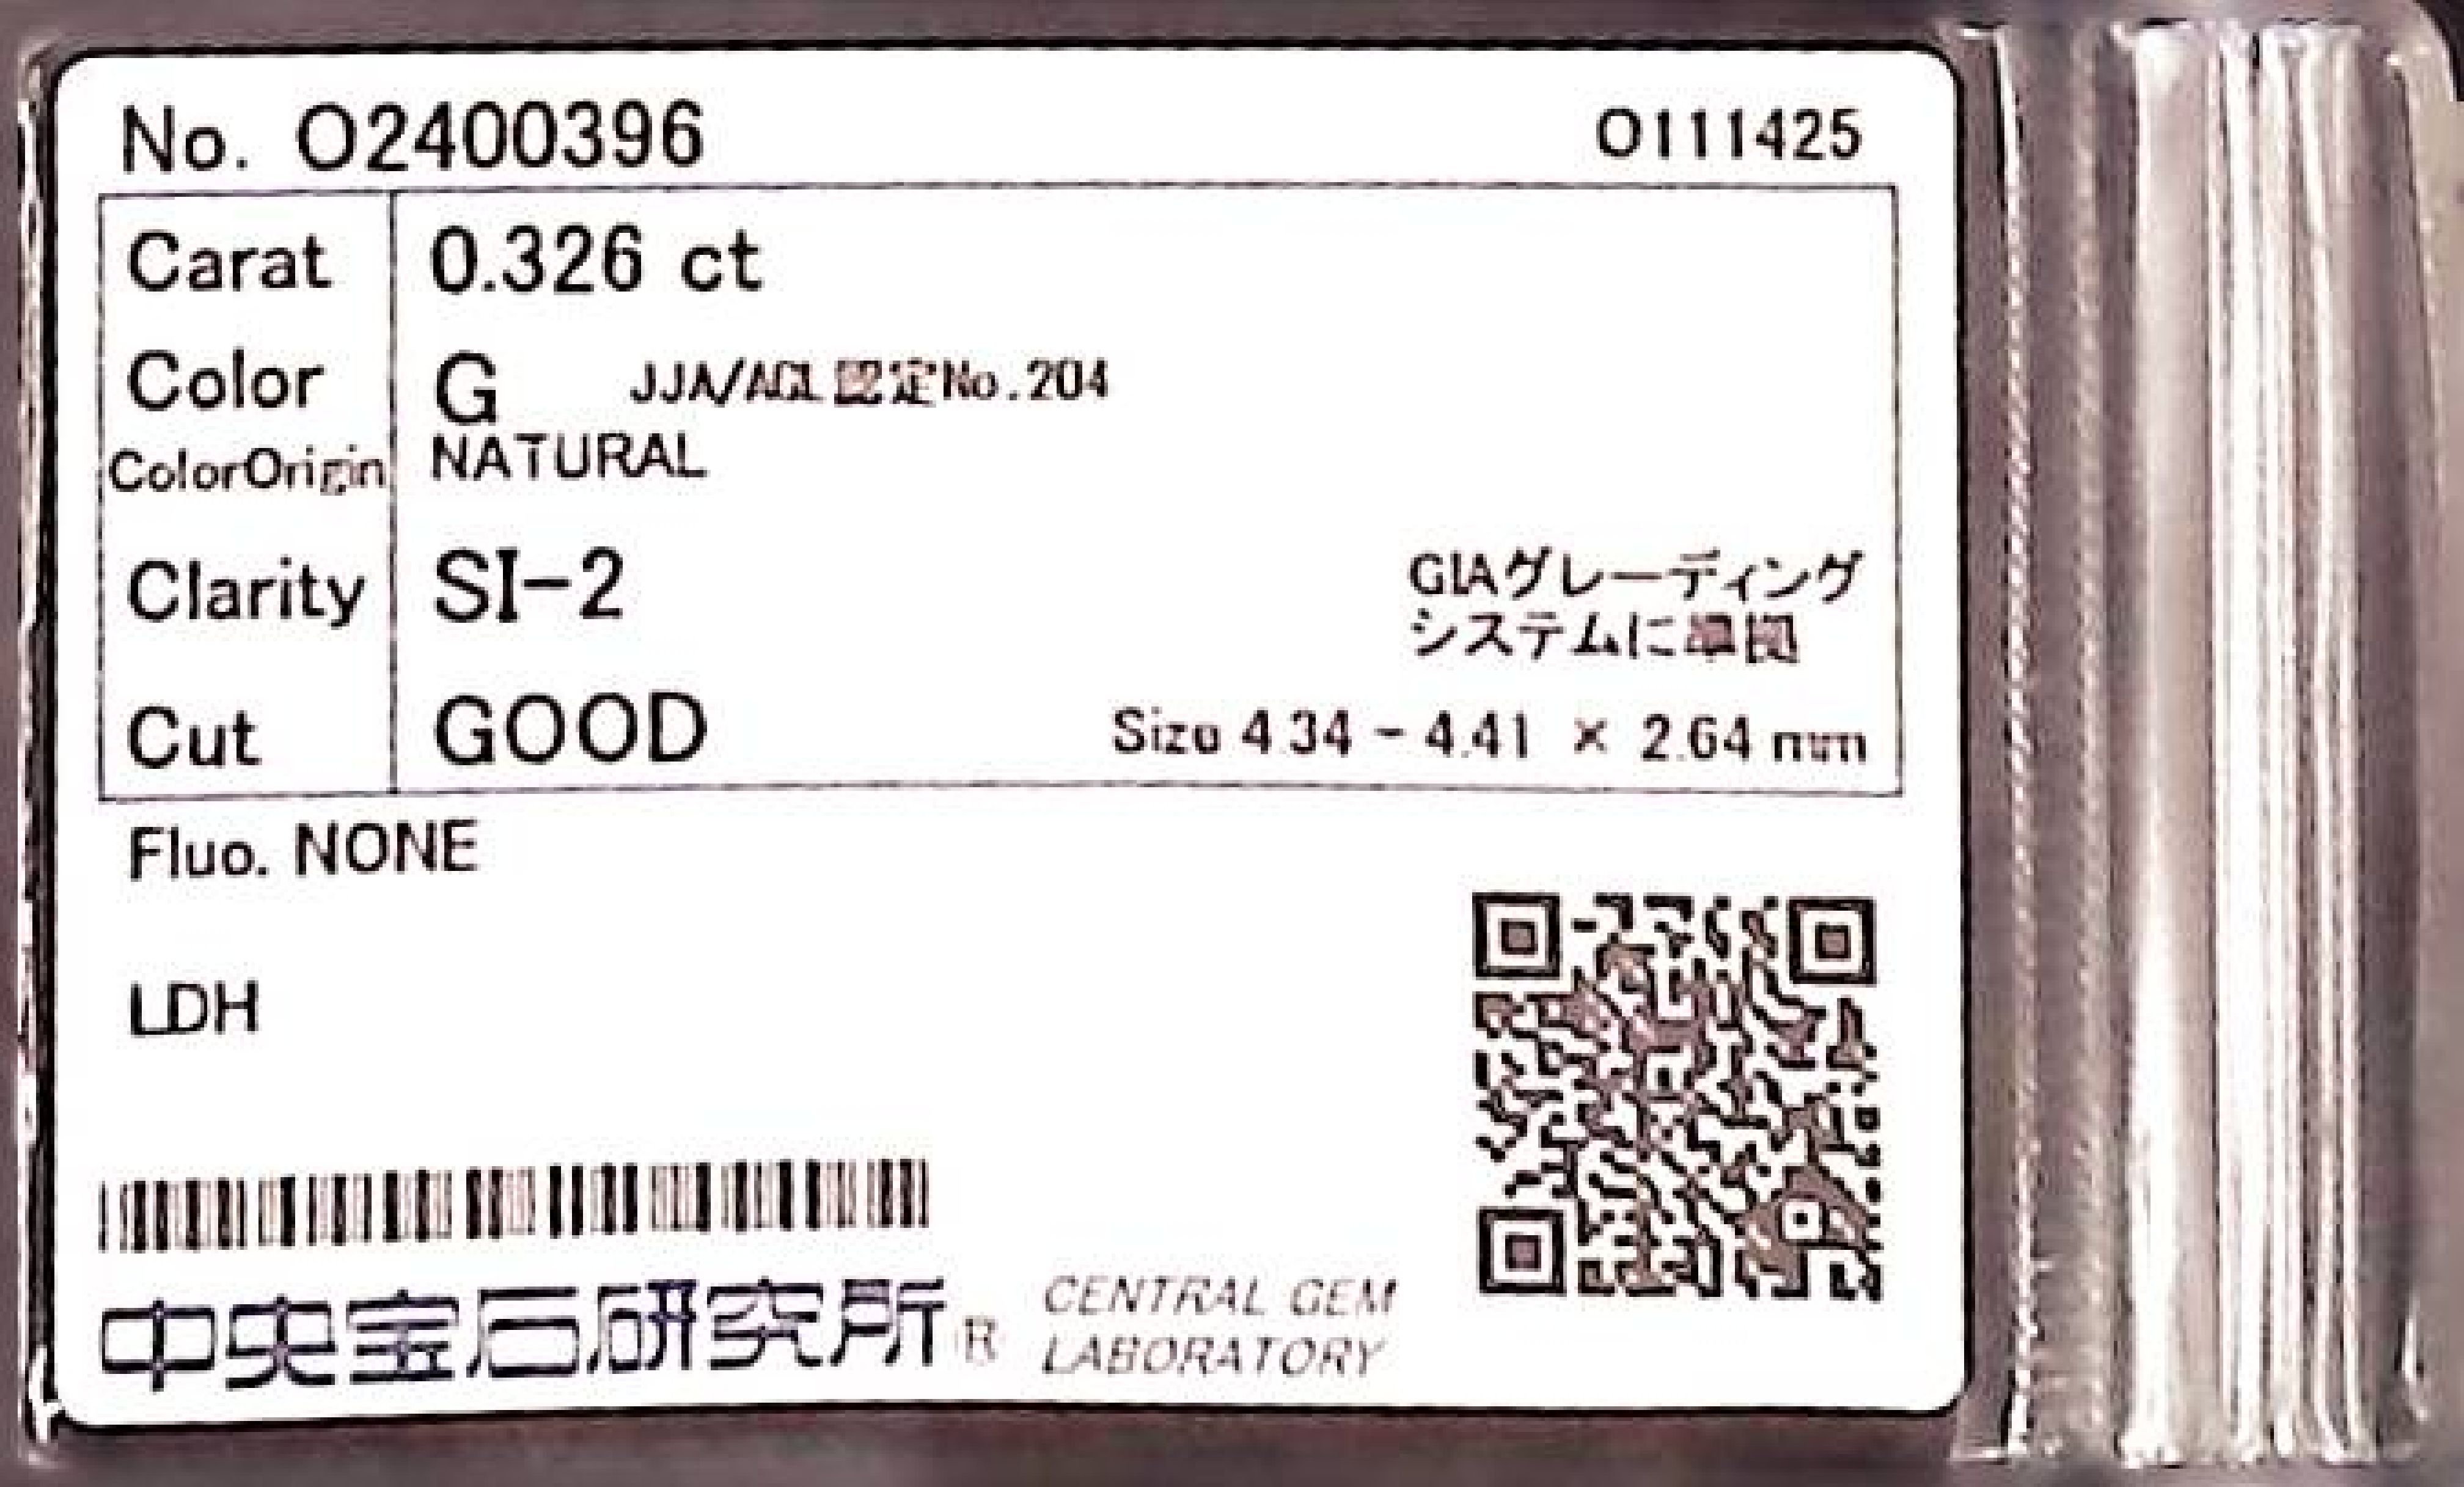 No. O2400396 O111425
Carat 0.326 ct
Color G JJA/AGL認定No.204
ColorOrigin NATURAL
Clarity SI-2
GIAグレーディング
システムに準拠
Cut GOOD Size 4.34 - 4.41 × 2.64 mm
Fluo. NONE
LDH
中央宝石研究所 R CENTRAL GEM
LABORATORY